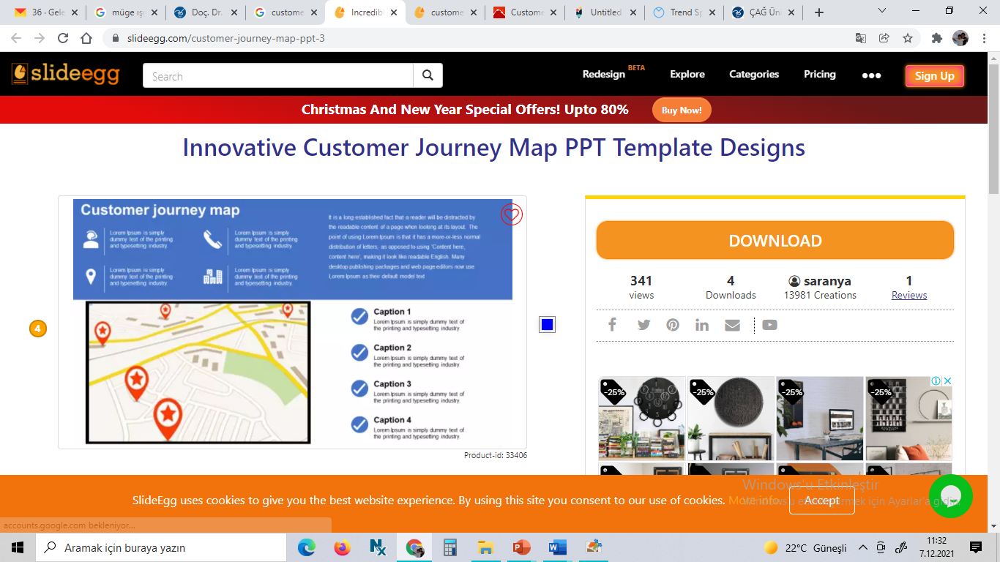 36 · Gele
müge ışı
Doç. Dr.
custome
Incredibl
custome
Custome
Untitled
Trend Sp
ÇAĞ Üni
slideegg.com/customer-journey-map-ppt-3
slideegg
Search
Redesign BETA
Explore
Categories
Pricing
Sign Up
Christmas And New Year Special Offers! Upto 80%
Buy Now!
Innovative Customer Journey Map PPT Template Designs
Customer journey map
Lorem Ipsum is simply
dummy text of the printing
and typesetting industry.
Lorem Ipsum is simply
dummy text of the printing
and typesetting industry.
Lorem Ipsum is simply
dummy text of the printing
and typesetting industry.
Lorem Ipsum is simply
dummy text of the printing
and typesetting industry.
It is a long established fact that a reader will be distracted by
the readable content of a page when looking at its layout. The
point of using Lorem Ipsum is that it has a more-or-less normal
distribution of letters, as opposed to using 'Content here,
content here', making it look like readable English. Many
desktop publishing packages and web page editors now use
Lorem Ipsum as their default model text
4
Caption 1
Lorem Ipsum is simply dummy text of
the printing and typesetting industry.
Caption 2
Lorem Ipsum is simply dummy text of
the printing and typesetting industry.
Caption 3
Lorem Ipsum is simply dummy text of
the printing and typesetting industry.
Caption 4
Lorem Ipsum is simply dummy text of
the printing and typesetting industry.
Product-id: 33406
DOWNLOAD
341
views
4
Downloads
saranya
13981 Creations
1
Reviews
-25%
-25%
-25%
-25%
SlideEgg uses cookies to give you the best website experience. By using this site you consent to our use of cookies. More info.
Accept
Windows'u Etkinleştir
Windows'u etkinleştirmek için Ayarlar'a gidin.
accounts.google.com bekleniyor...
Aramak için buraya yazın
22°C Güneşli
11:32
7.12.2021